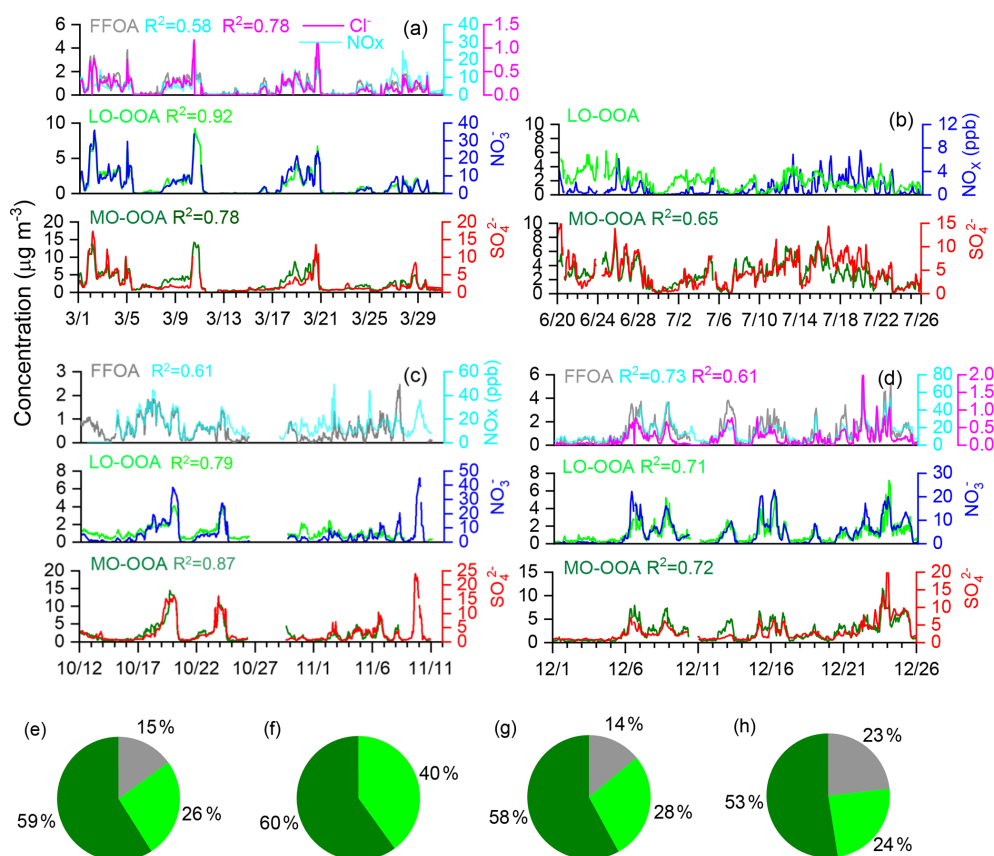 Concentration (μg m⁻³)
FFOA R²=0.58 R²=0.78 Cl⁻ (a)
NOx
6 4 2 0
40 30 20 10 0
1.5 1.0 0.5 0.0
LO-OOA R²=0.92
10 5 0
40 30 20 10 0
NO₃⁻
MO-OOA R²=0.78
20 15 10 5 0
20 15 10 5 0
SO₄²⁻
3/1 3/5 3/9 3/13 3/17 3/21 3/25 3/29
LO-OOA (b)
10 8 6 4 2 0
12 8 4 0
NOₓ (ppb)
MO-OOA R²=0.65
10 8 6 4 2 0
15 10 5 0
SO₄²⁻
6/20 6/24 6/28 7/2 7/6 7/10 7/14 7/18 7/22 7/26
FFOA R²=0.61 (c)
3 2 1 0
60 40 20 0
NOx (ppb)
LO-OOA R²=0.79
8 6 4 2 0
50 40 30 20 10 0
NO₃⁻
MO-OOA R²=0.87
20 15 10 5 0
25 20 15 10 5 0
SO₄²⁻
10/12 10/17 10/22 10/27 11/1 11/6 11/11
FFOA R²=0.73 R²=0.61 (d)
6 4 2 0
80 60 40 20 0
2.0 1.5 1.0 0.5 0.0
LO-OOA R²=0.71
8 6 4 2 0
30 20 10 0
NO₃⁻
MO-OOA R²=0.72
15 10 5 0
20 15 10 5 0
SO₄²⁻
12/1 12/6 12/11 12/16 12/21 12/26
(e)
15 %
26 %
59 %
(f)
40 %
60 %
(g)
14 %
28 %
58 %
(h)
23 %
24 %
53 %